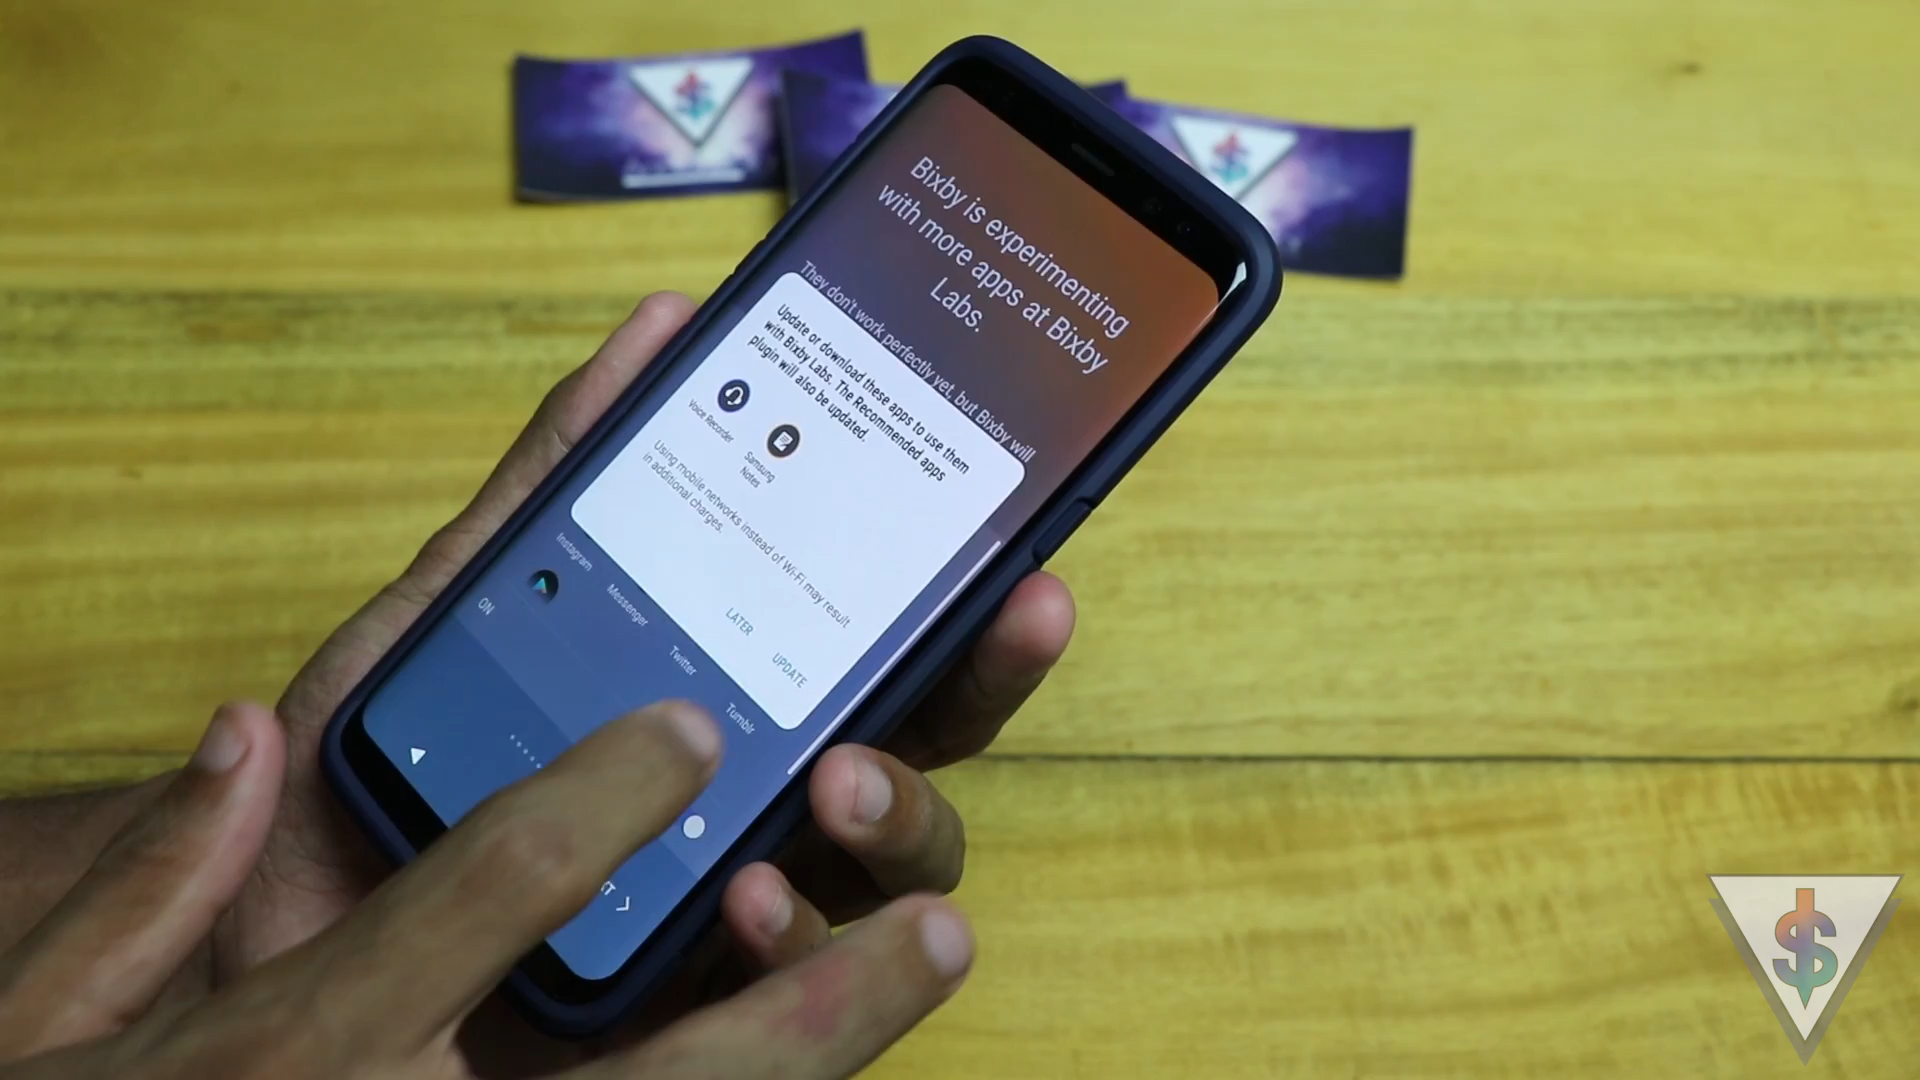 Bixby is experimenting
with more apps at Bixby
Labs.
They don't work perfectly yet, but Bixby will
Update or download these apps to use them
with Bixby Labs. The Recommended apps
plugin will also be updated.
Voice Recorder
Samsung
Notes
Using mobile networks instead of Wi-Fi may result
in additional charges.
LATER
UPDATE
Instagram
Messenger
Twitter
Tumblr
ON
$